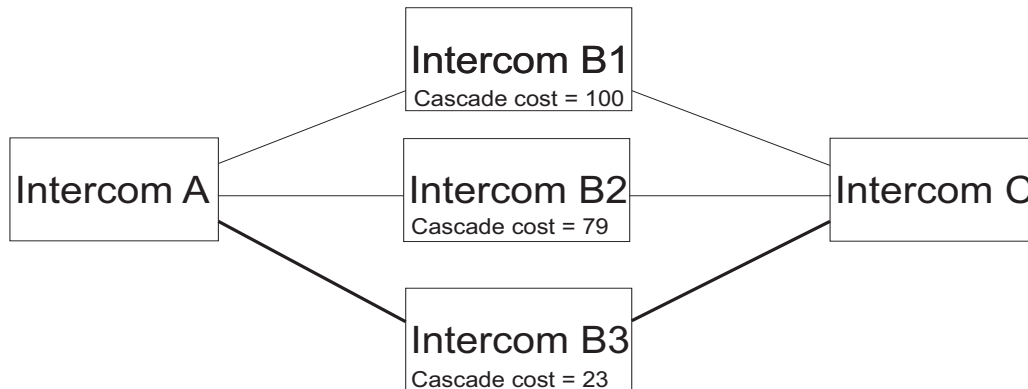 Intercom B1
Cascade cost = 100
Intercom A
Intercom B2
Cascade cost = 79
Intercom C
Intercom B3
Cascade cost = 23